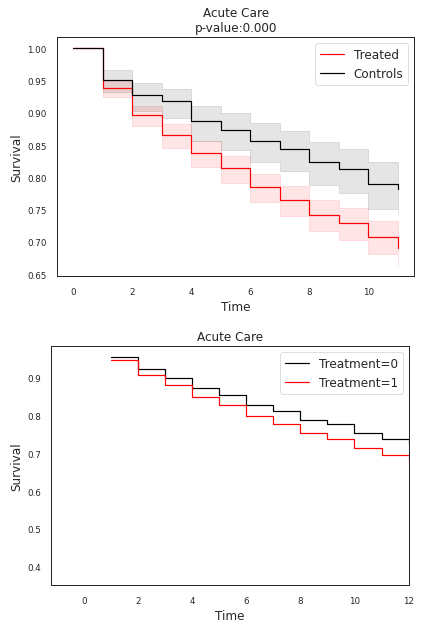 Acute Care
p-value:0.000
Treated
Controls
1.00
0.95
0.90
0.85
0.80
0.75
0.70
0.65
Survival
0 2 4 6 8 10
Time
Acute Care
Treatment=0
Treatment=1
0.9
0.8
0.7
0.6
0.5
0.4
Survival
0 2 4 6 8 10 12
Time